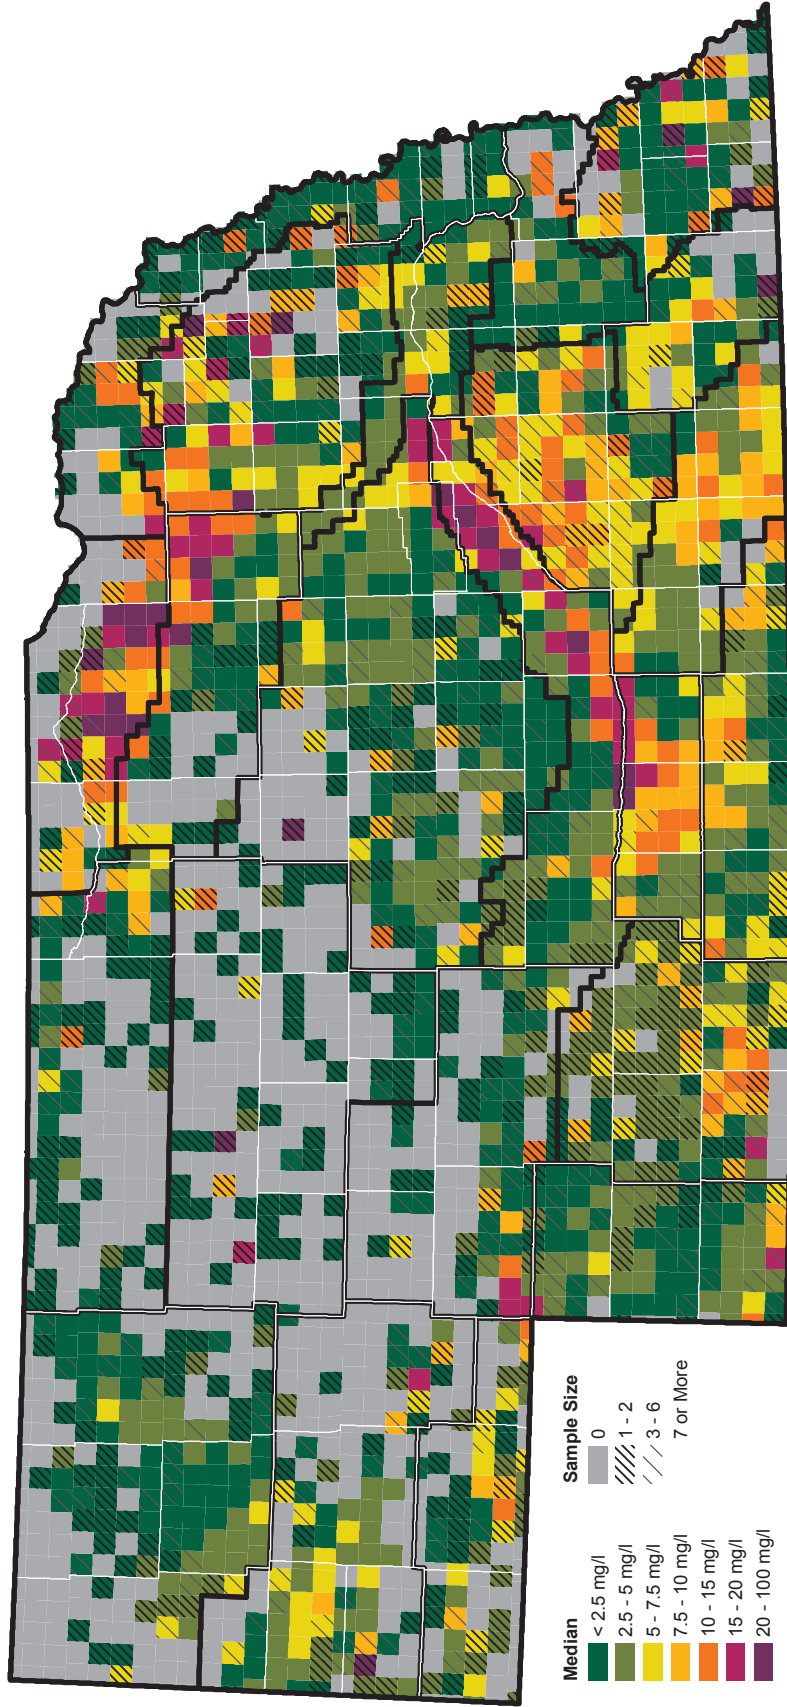 Median
< 2.5 mg/l
2.5 - 5 mg/l
5 - 7.5 mg/l
7.5 - 10 mg/l
10 - 15 mg/l
15 - 20 mg/l
20 - 100 mg/l
Sample Size
0
1 - 2
3 - 6
7 or More